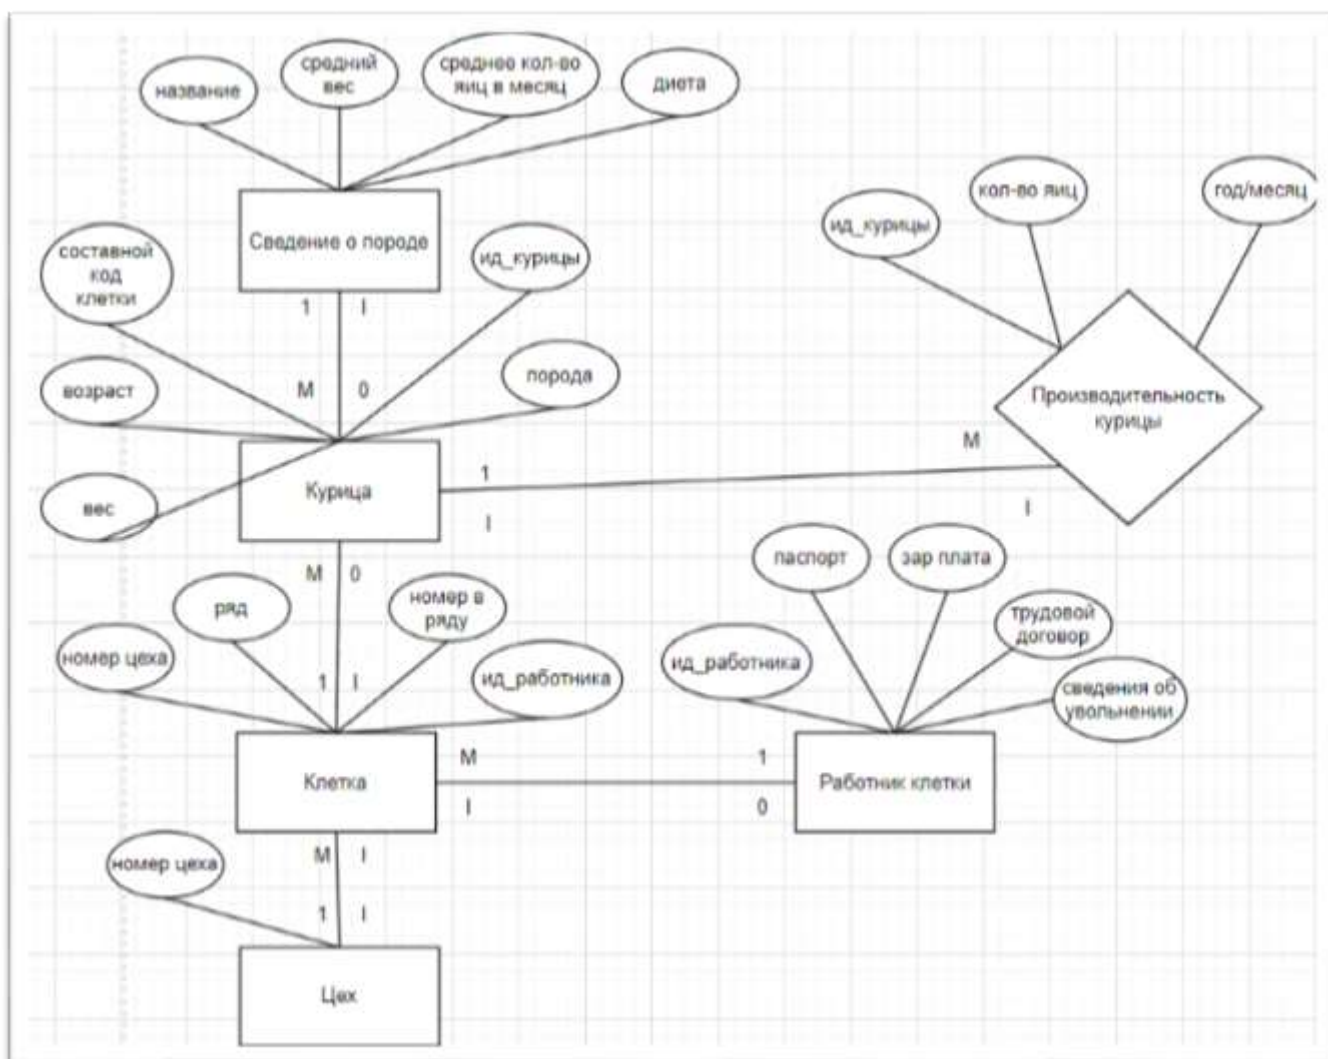 название
средний
вес
среднее кол-во
яиц в месяц
диета
Сведение о породе
составной
код
клетки
ид_курицы
ид_курицы
кол-во яиц
год/месяц
1 I
М 0
возраст
порода
Производительность
курицы
вес
Курица
1
I
М
I
М 0
ряд
номер в
ряду
номер цеха
ид_работника
1 I
паспорт
зар плата
трудовой
договор
ид_работника
сведения об
увольнении
Клетка
М
I
1
0
Работник клетки
М I
номер цеха
1 I
Цех